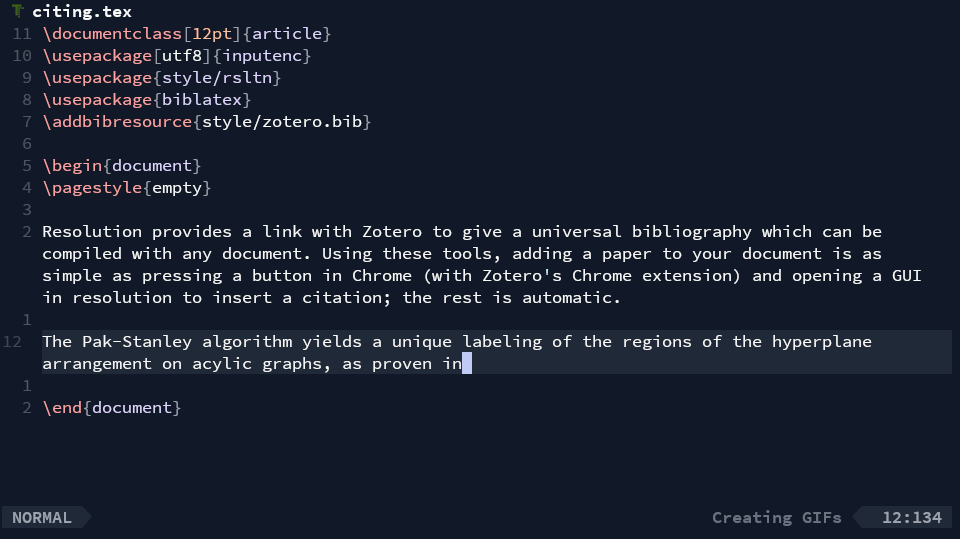 citing.tex
11 \documentclass[12pt]{article}
10 \usepackage[utf8]{inputenc}
9 \usepackage{style/rsltn}
8 \usepackage{biblatex}
7 \addbibresource{style/zotero.bib}
6
5 \begin{document}
4 \pagestyle{empty}
3
2 Resolution provides a link with Zotero to give a universal bibliography which can be
compiled with any document. Using these tools, adding a paper to your document is as
simple as pressing a button in Chrome (with Zotero's Chrome extension) and opening a GUI
in resolution to insert a citation; the rest is automatic.
1
12 The Pak-Stanley algorithm yields a unique labeling of the regions of the hyperplane
arrangement on acylic graphs, as proven in
1
2 \end{document}
NORMAL Creating GIFs 12:134